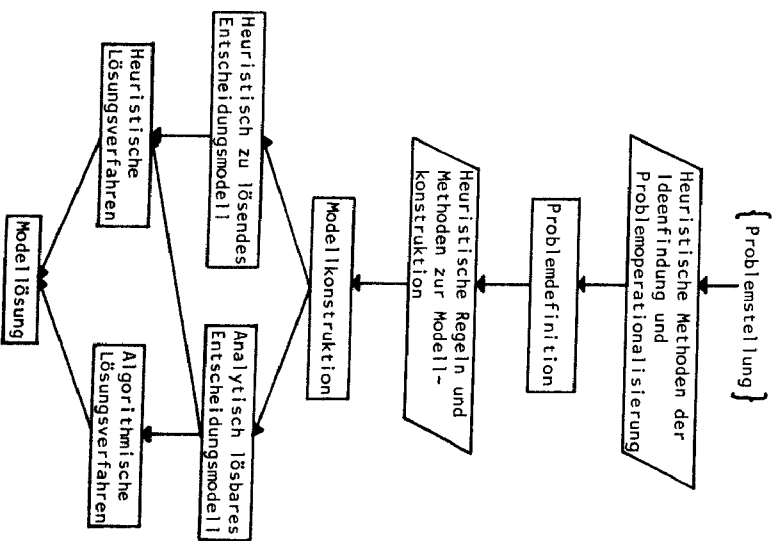 { Problemstellung }
Heuristische Methoden der
Ideenfindung und
Problemoperationalisierung
Problemdefinition
Heuristische Regeln und
Methoden zur Modell-
konstruktion
Modellkonstruktion
Heuristisch zu lösendes
Entscheidungsmodell
Analytisch lösbares
Entscheidungsmodell
Heuristische
Lösungsverfahren
Algorithmische
Lösungsverfahren
Modellösung